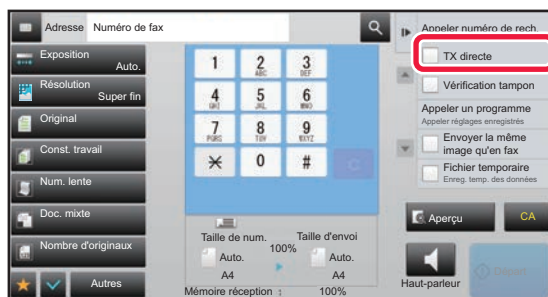 Adresse Numéro de fax
Exposition
Auto.
Résolution
Super fin
Original
Const. travail
Num. lente
Doc. mixte
Nombre d'originaux
Autres
1
2
ABC
3
DEF
4
GHI
5
JKL
6
MNO
7
PQRS
8
TUV
9
WXYZ
0
#
C
Taille de num.
100%
Taille d'envoi
Auto.
A4
Auto.
A4
Mémoire réception : 100%
Appeler numéro de rech.
TX directe
Vérification tampon
Appeler un programme
Appeler réglages enregistrés
Envoyer la même
image qu'en fax
Fichier temporaire
Enreg. temp. des données
Aperçu
CA
Haut-parleur
Départ